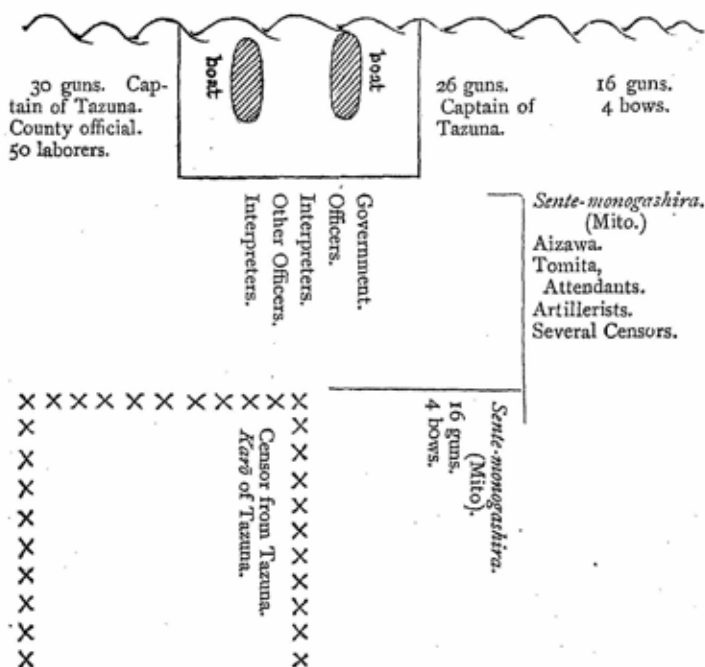 boat
boat
30 guns. Cap-
tain of Tazuna.
County official.
50 laborers.
26 guns.
Captain of
Tazuna.
16 guns.
4 bows.
Government.
Officers.
Interpreters.
Other Officers.
Interpreters.
Sente-monogashira.
(Mito.)
Aizawa.
Tomita,
Attendants.
Artillerists.
Several Censors.
Sente-monogashira.
(Mito).
16 guns.
4 bows.
Censor from Tazuna.
Karō of Tazuna.